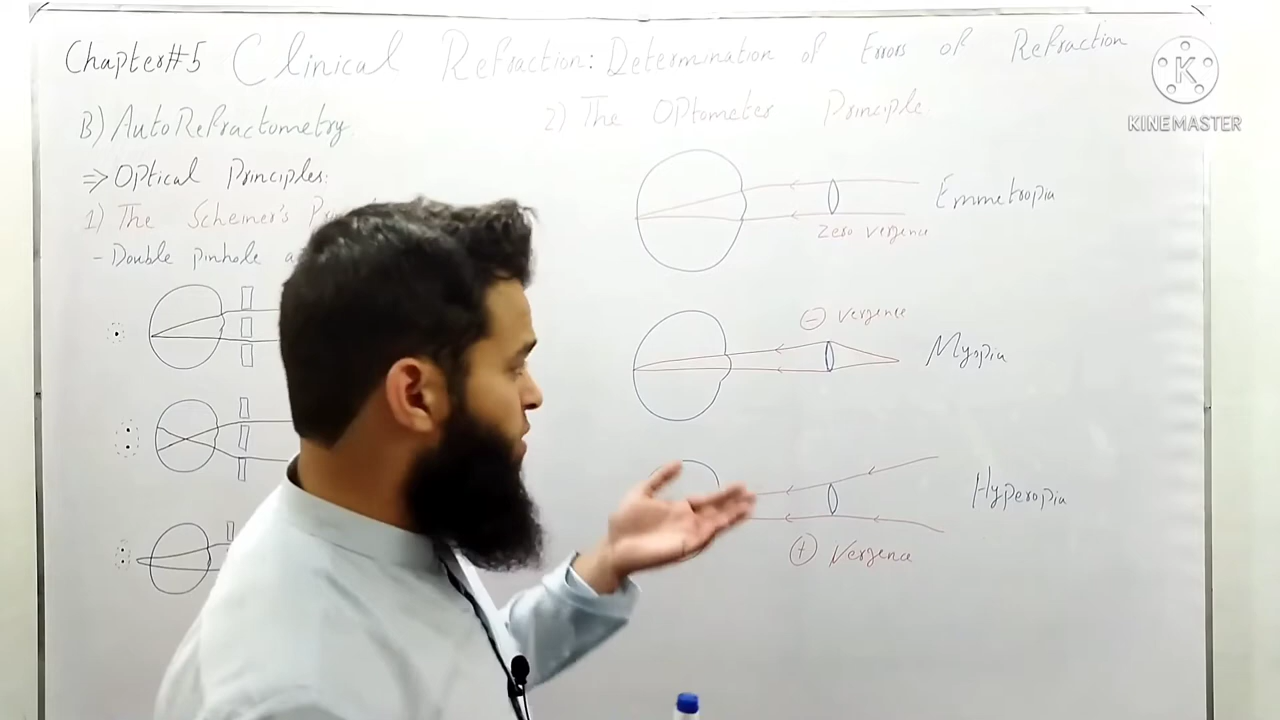 Chapter#5 Clinical Refraction: Determination of Errors of Refraction
B) AutoRefractometry
⇒ Optical Principles:
1) The Scheiner's
- Double pinhole
2) The Optometer Principle
Emmetropia
Zero vergence
⊖ Vergence
Myopia
Hyperopia
⊕ Vergence
K
KINEMASTER